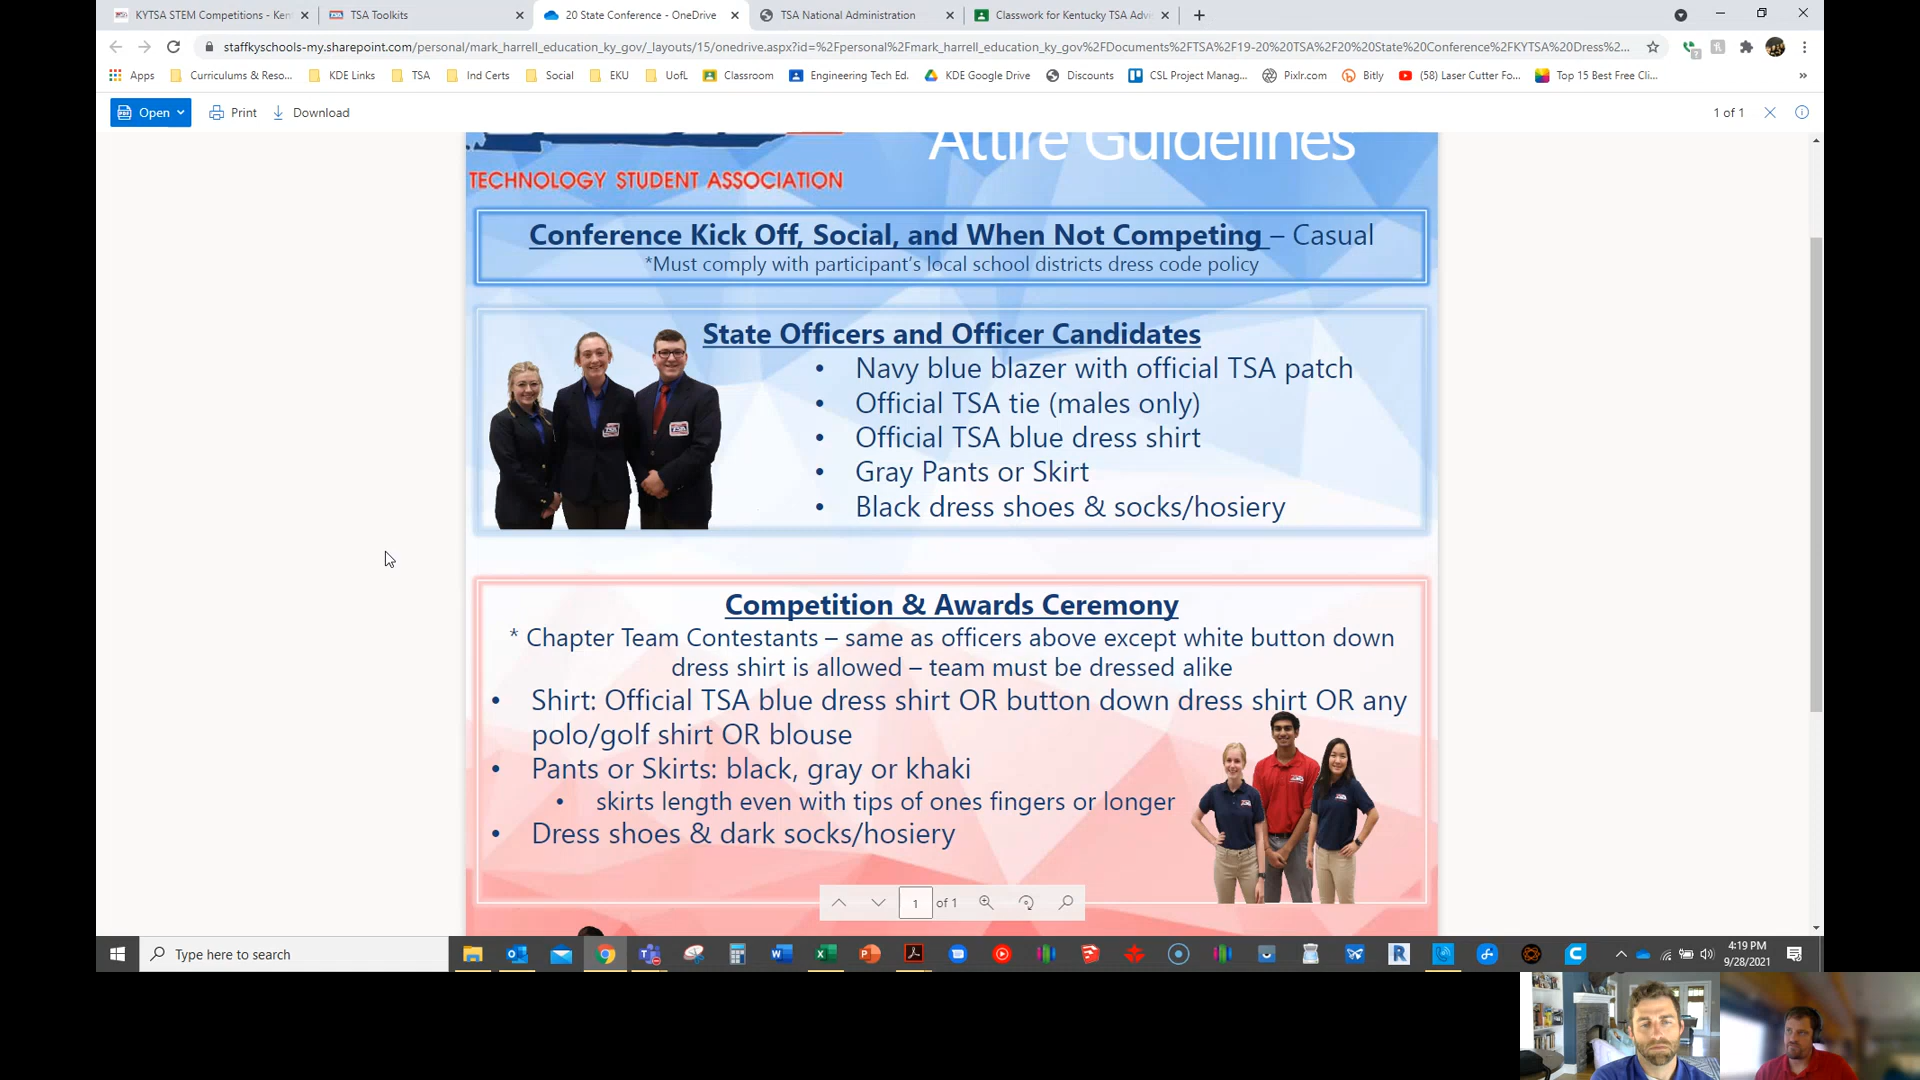 KYTSA STEM Competitions - Ken
TSA Toolkits
20 State Conference - OneDrive
TSA National Administration
Classwork for Kentucky TSA Advi
staffkyschools-my.sharepoint.com/personal/mark_harrell_education_ky_gov/_layouts/15/onedrive.aspx?id=%2Fpersonal%2Fmark_harrell_education_ky_gov%2FDocuments%2FTSA%2F19-20%20TSA%2F20%20State%20Conference%2FKYTSA%20Dress%2...
Apps
Curriculums & Reso...
KDE Links
TSA
Ind Certs
Social
EKU
UofL
Classroom
Engineering Tech Ed.
KDE Google Drive
Discounts
CSL Project Manag...
Pixlr.com
Bitly
(58) Laser Cutter Fo...
Top 15 Best Free Cli...
Open
Print
Download
1 of 1
Attire Guidelines
TECHNOLOGY STUDENT ASSOCIATION
Conference Kick Off, Social, and When Not Competing – Casual
*Must comply with participant's local school districts dress code policy
State Officers and Officer Candidates
• Navy blue blazer with official TSA patch
• Official TSA tie (males only)
• Official TSA blue dress shirt
• Gray Pants or Skirt
• Black dress shoes & socks/hosiery
Competition & Awards Ceremony
* Chapter Team Contestants – same as officers above except white button down
dress shirt is allowed – team must be dressed alike
• Shirt: Official TSA blue dress shirt OR button down dress shirt OR any
polo/golf shirt OR blouse
• Pants or Skirts: black, gray or khaki
• skirts length even with tips of ones fingers or longer
• Dress shoes & dark socks/hosiery
1 of 1
Type here to search
4:19 PM
9/28/2021